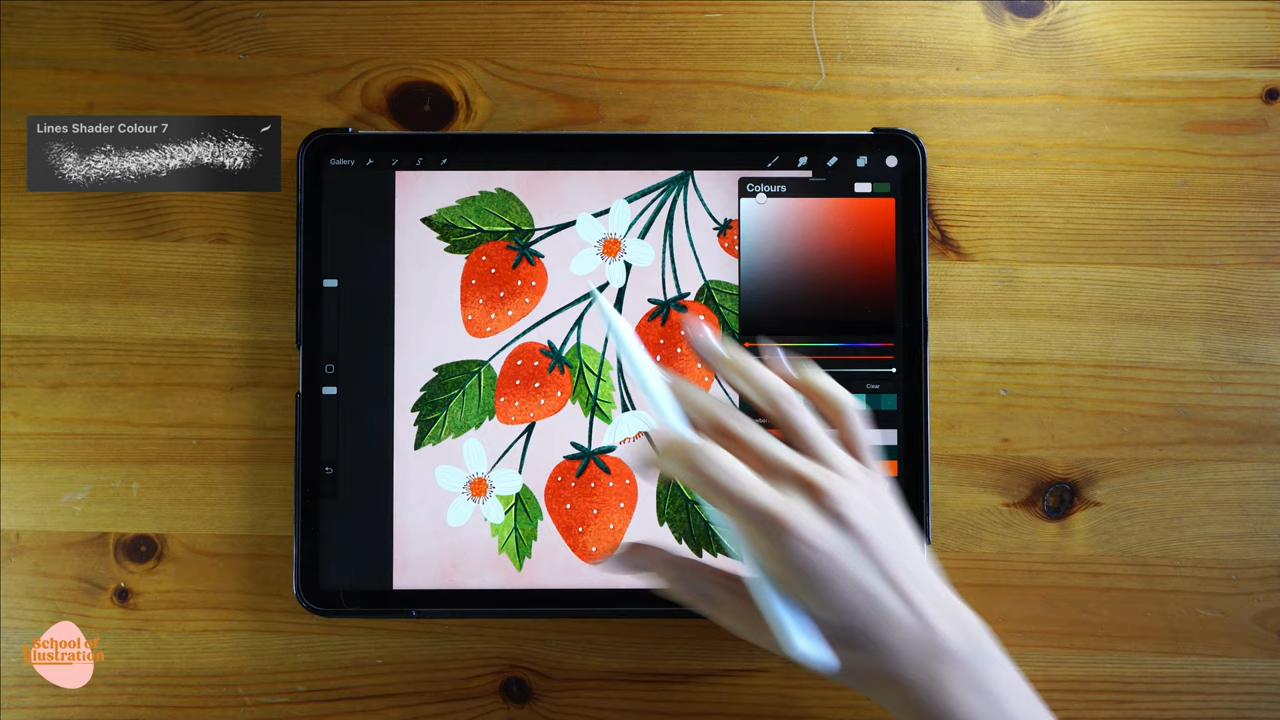 Lines Shader Colour 7
Gallery
Colours
Clear
School of
Illustration